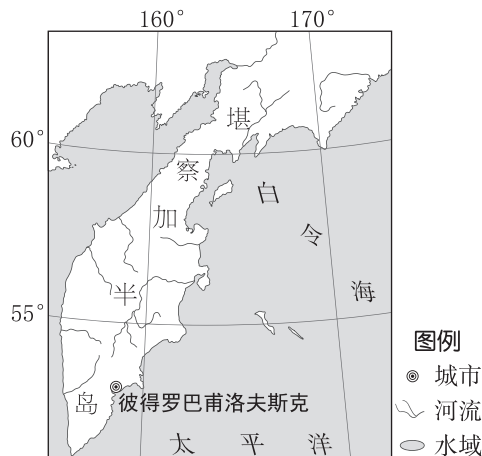 160° 170°
60°
55°
堪察加半岛
白令海
彼得罗巴甫洛夫斯克
太平洋
图例
城市
河流
水域